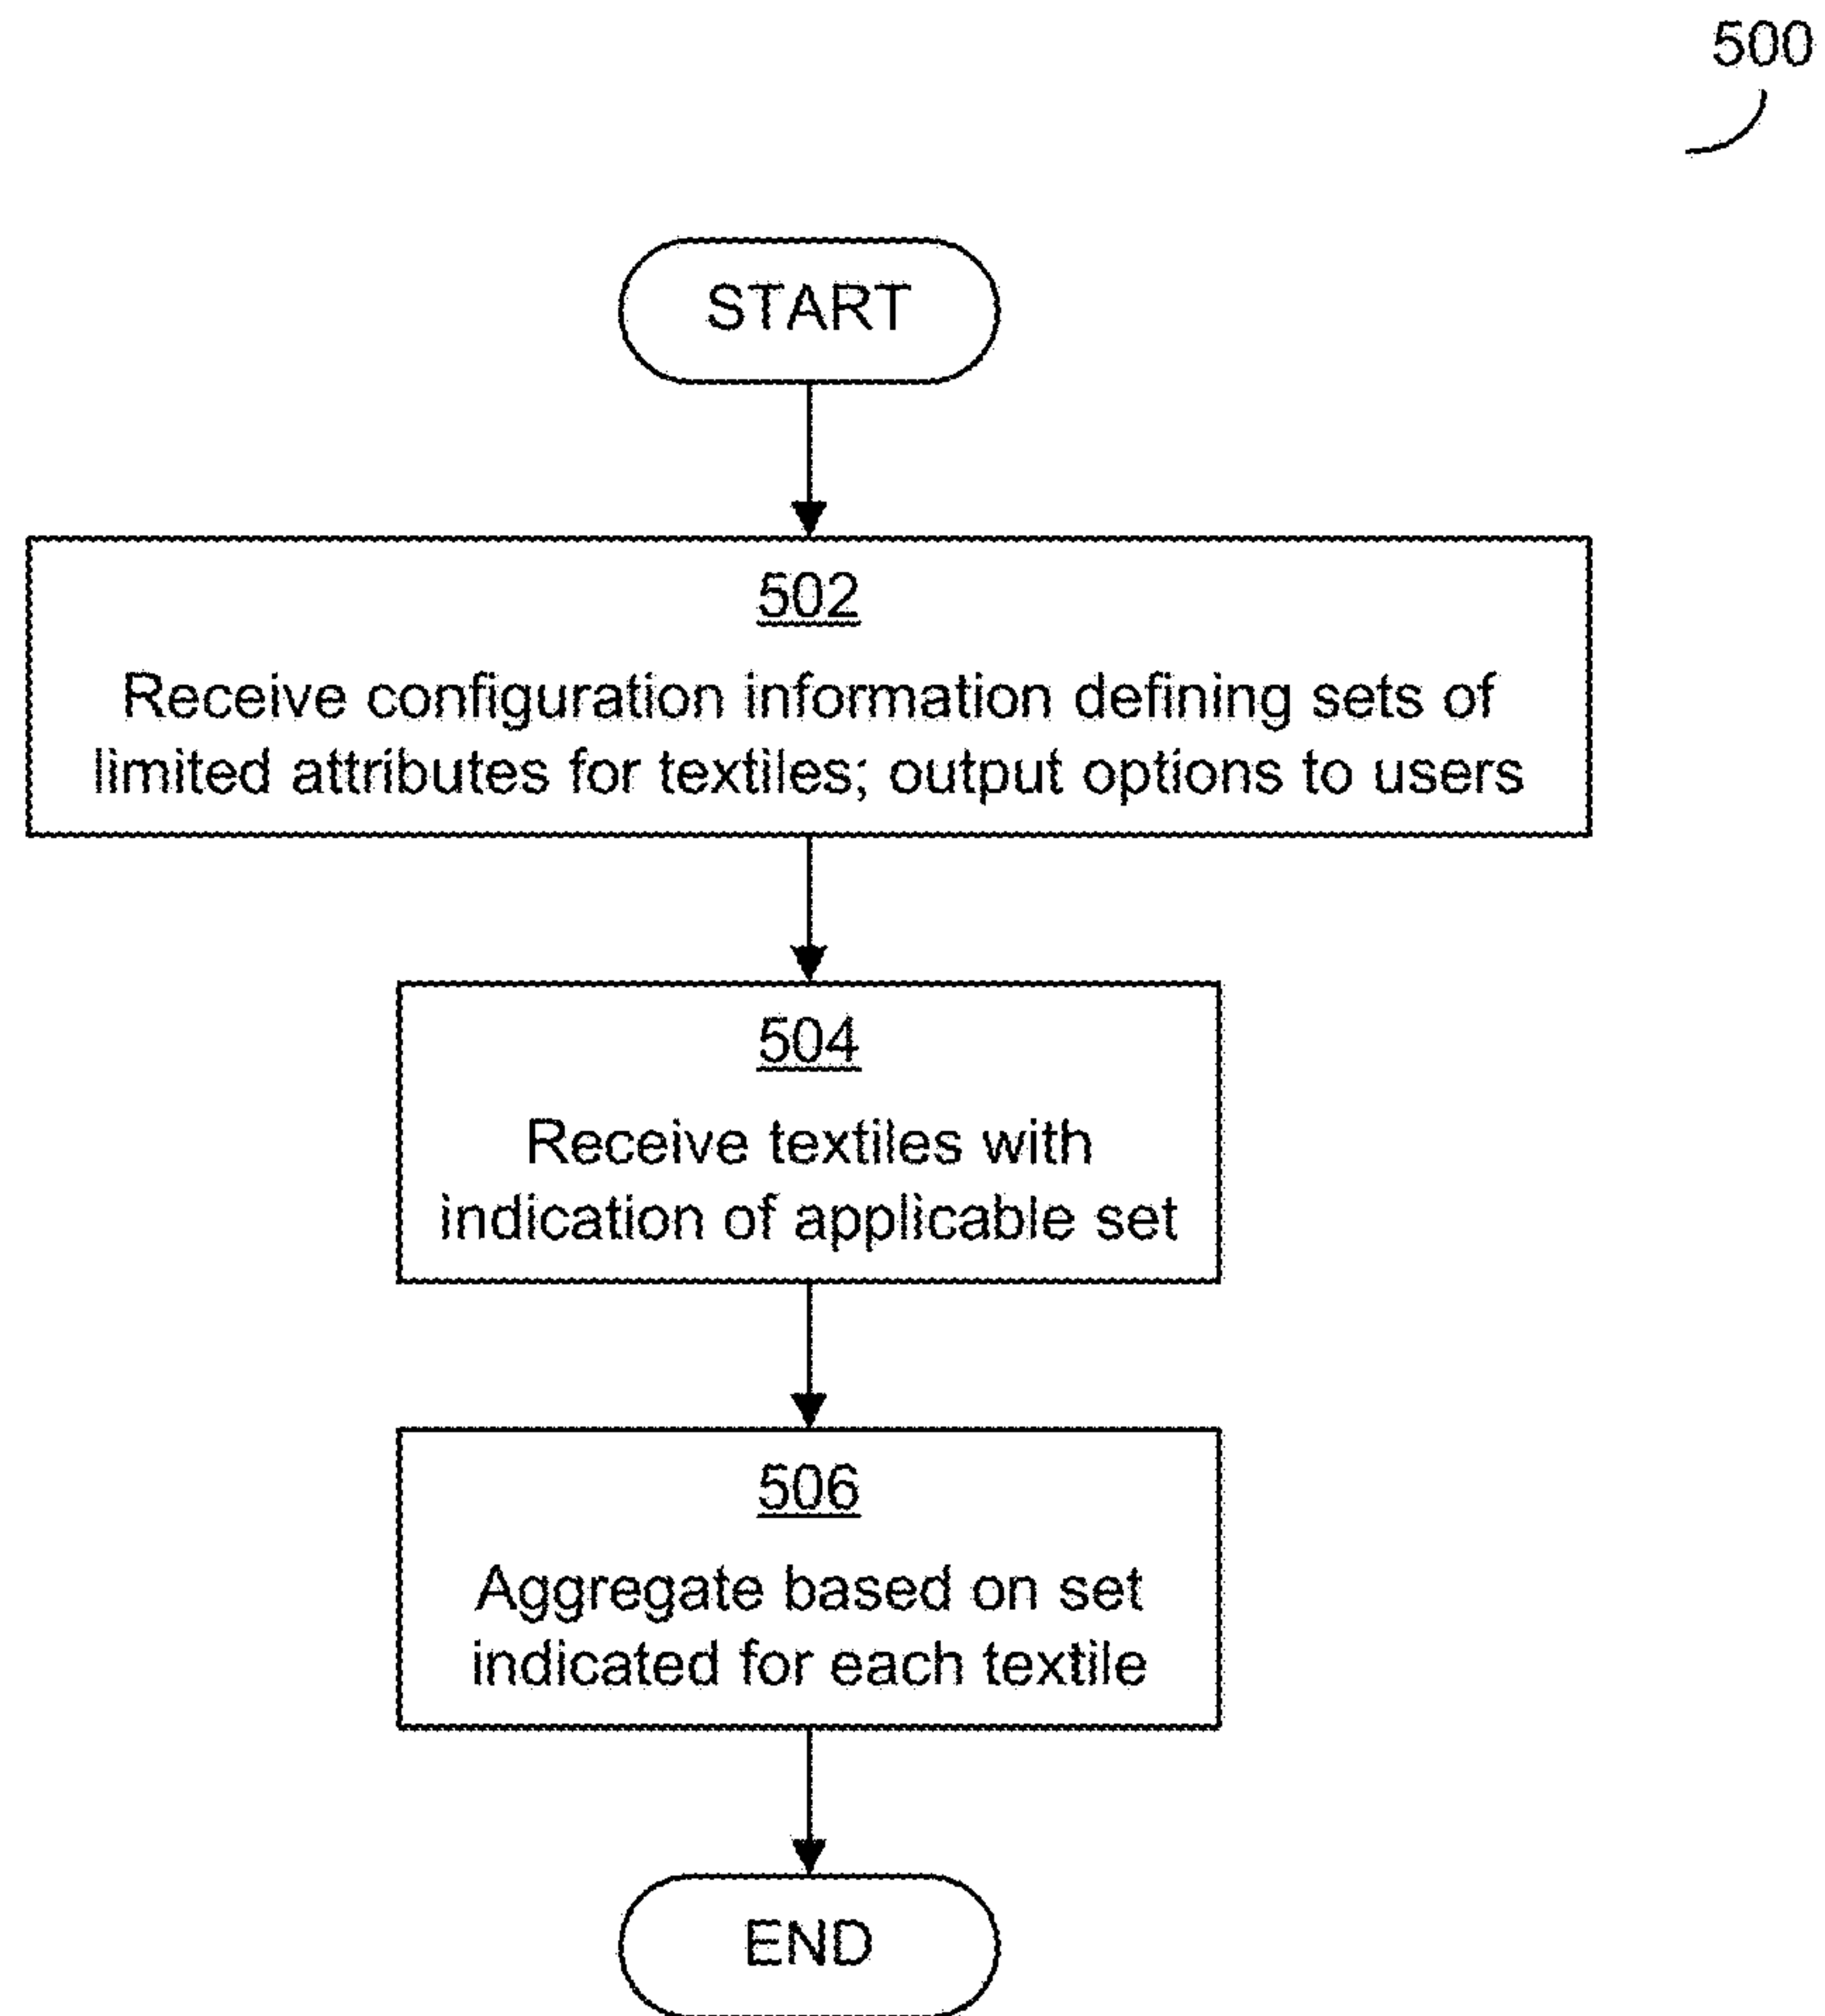 500
START
502
Receive configuration information defining sets of
limited attributes for textiles; output options to users
504
Receive textiles with
indication of applicable set
506
Aggregate based on set
indicated for each textile
END